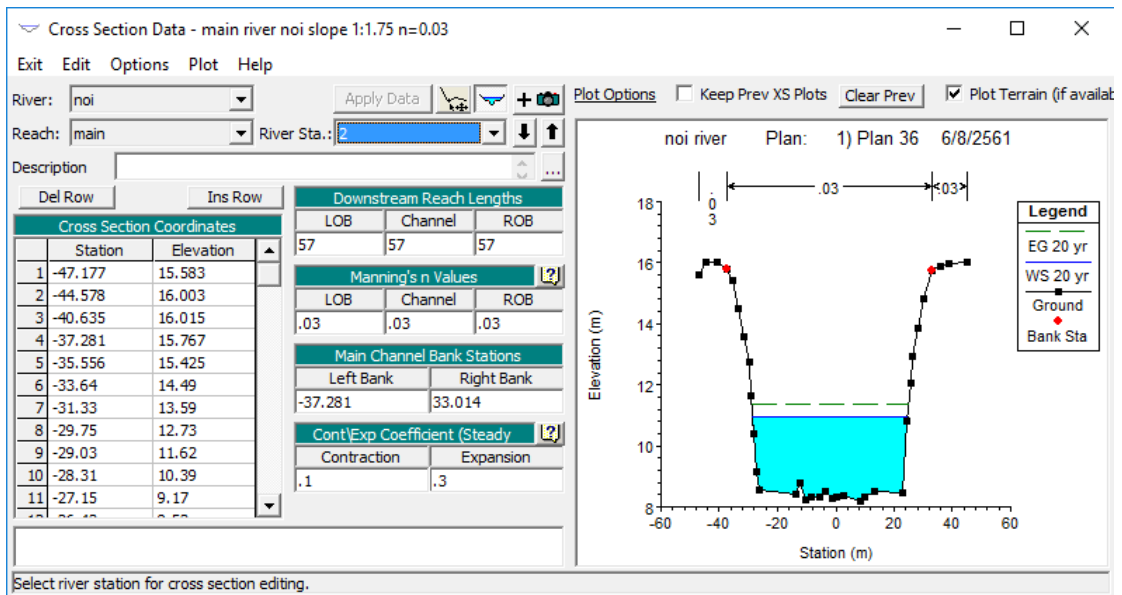 Cross Section Data - main river noi slope 1:1.75 n=0.03
Exit Edit Options Plot Help
River: noi Apply Data
Reach: main River Sta.: 2
Description ...
Del Row Ins Row
Cross Section Coordinates
Station Elevation
1 -47.177 15.583
2 -44.578 16.003
3 -40.635 16.015
4 -37.281 15.767
5 -35.556 15.425
6 -33.64 14.49
7 -31.33 13.59
8 -29.75 12.73
9 -29.03 11.62
10 -28.31 10.39
11 -27.15 9.17
Downstream Reach Lengths
LOB Channel ROB
57 57 57
Manning's n Values
LOB Channel ROB
.03 .03 .03
Main Channel Bank Stations
Left Bank Right Bank
-37.281 33.014
Cont\Exp Coefficient (Steady
Contraction Expansion
.1 .3
Select river station for cross section editing.
Plot Options Keep Prev XS Plots Clear Prev Plot Terrain (if availab
noi river Plan: 1) Plan 36 6/8/2561
.03 .03 .03
18
16
14
12
10
8
Elevation (m)
-60 -40 -20 0 20 40 60
Station (m)
Legend
EG 20 yr
WS 20 yr
Ground
Bank Sta